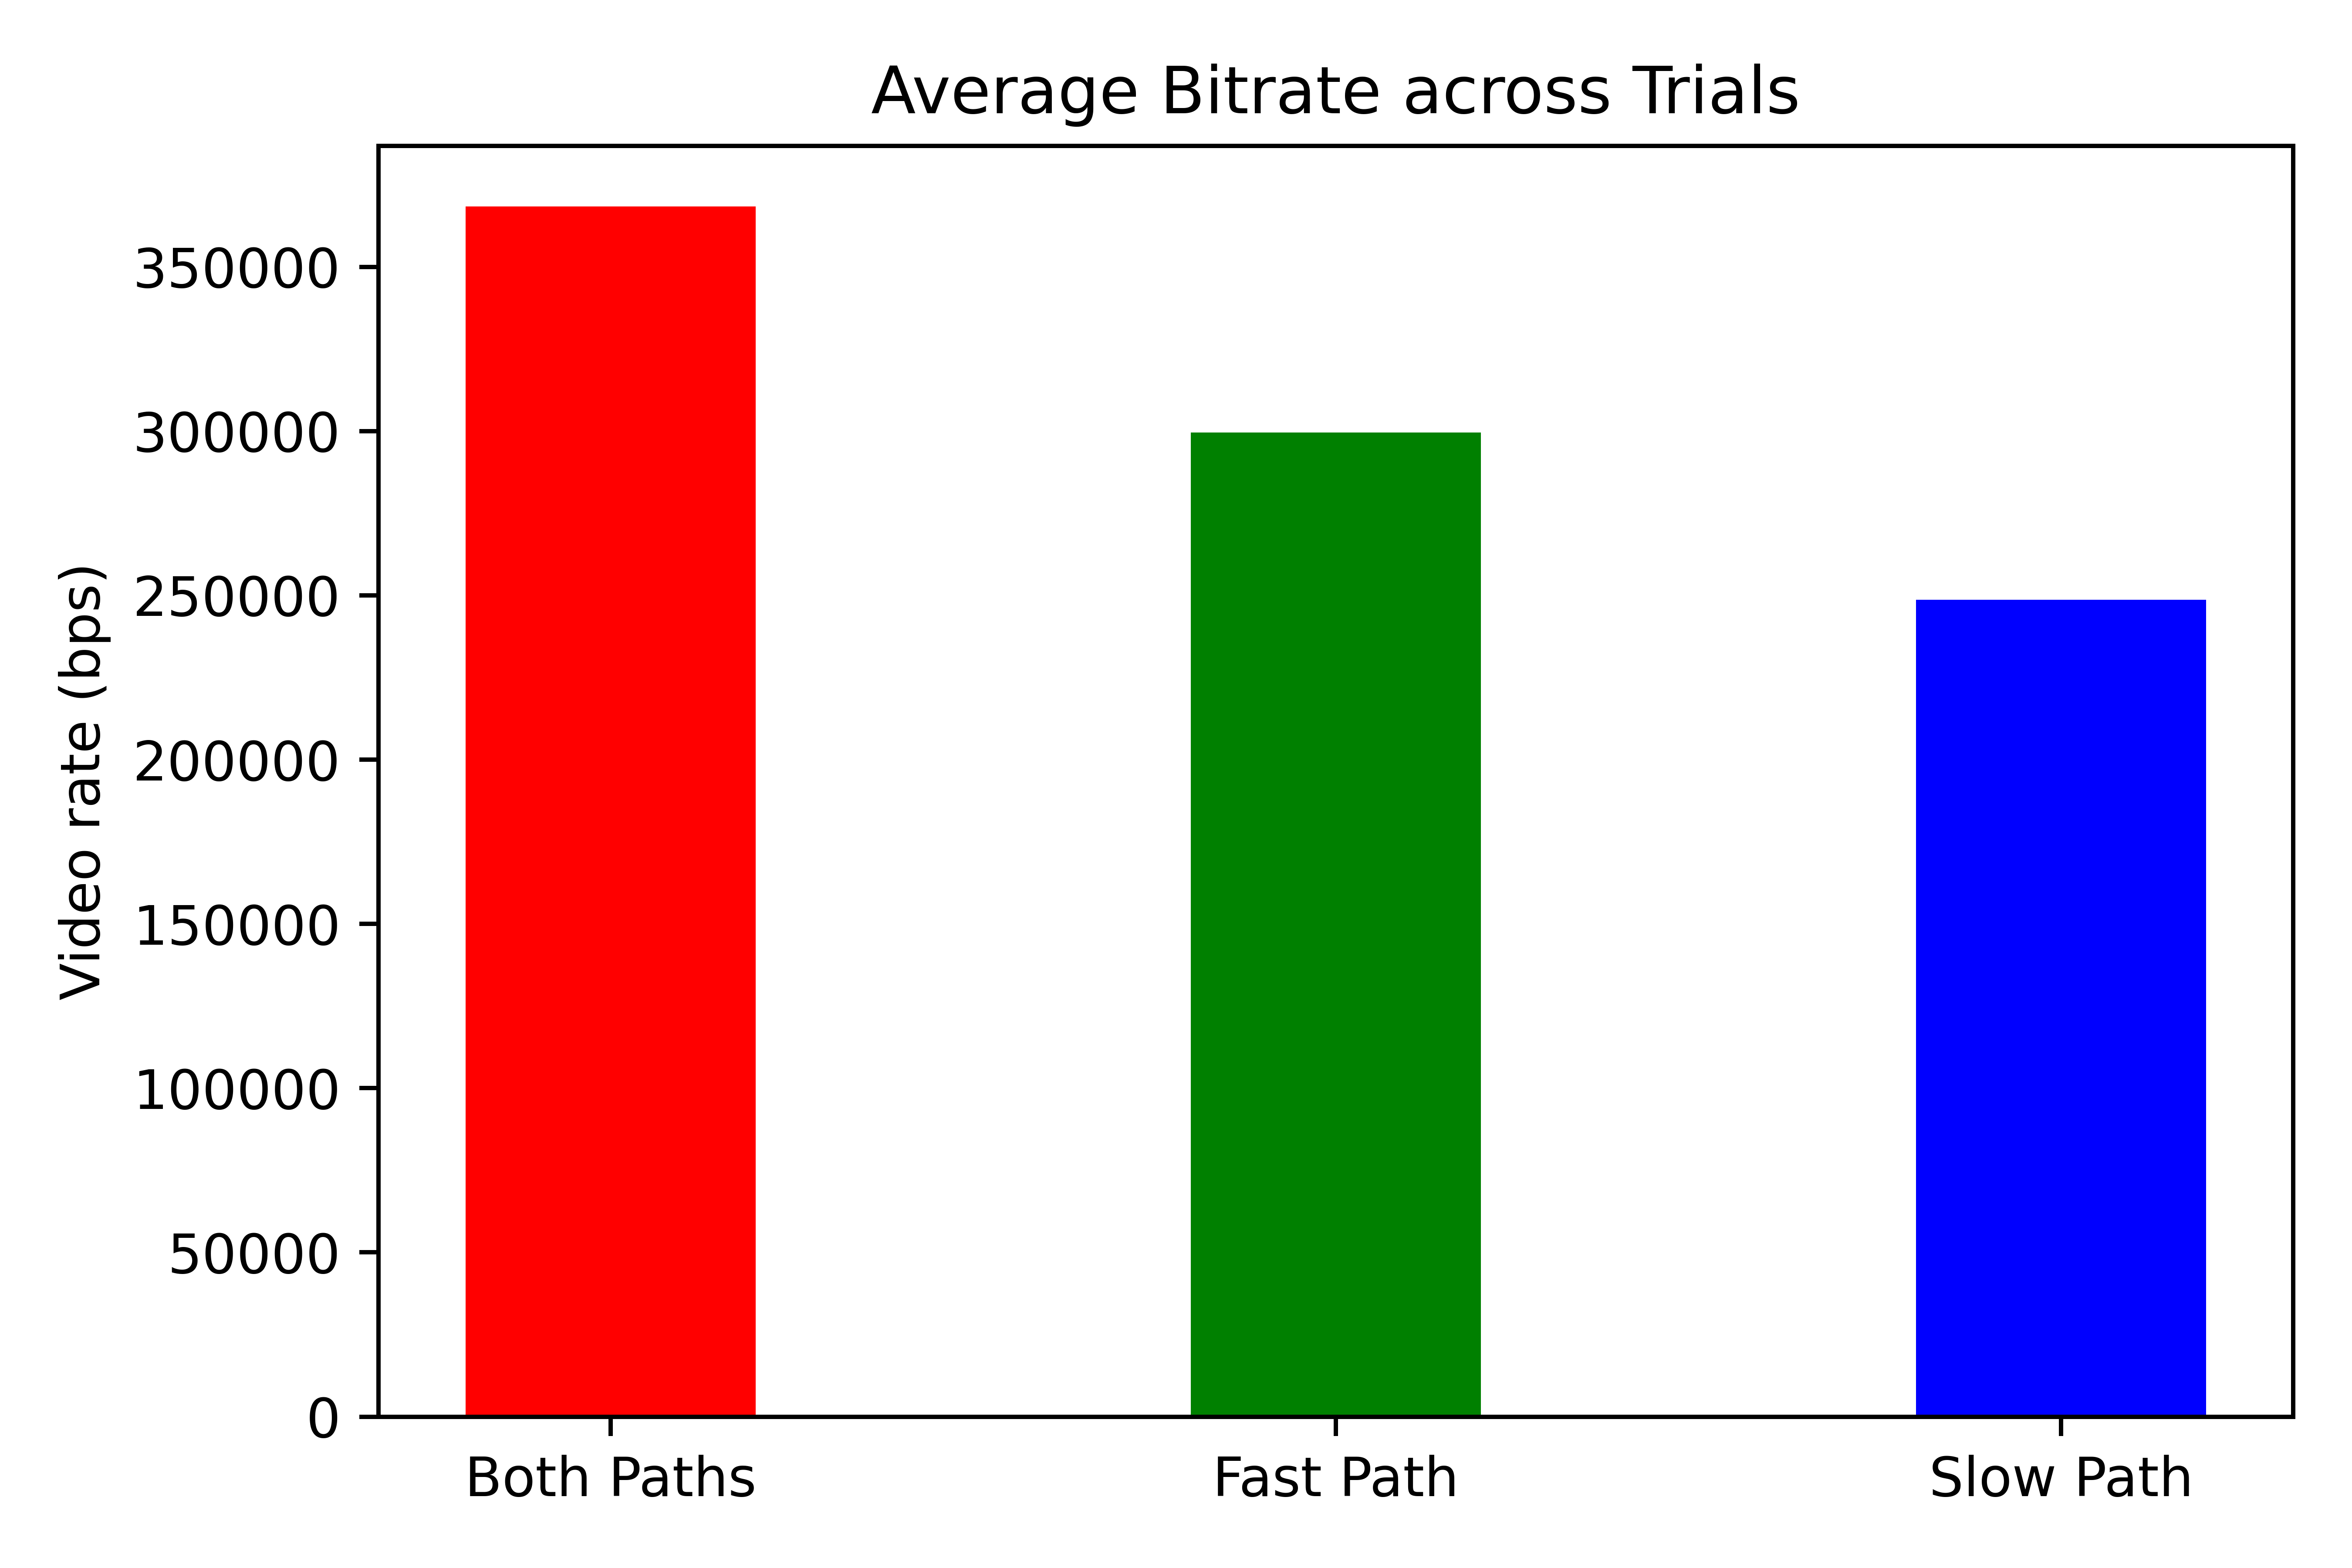 Average Bitrate across Trials
Video rate (bps)
350000
300000
250000
200000
150000
100000
50000
0
Both Paths
Fast Path
Slow Path